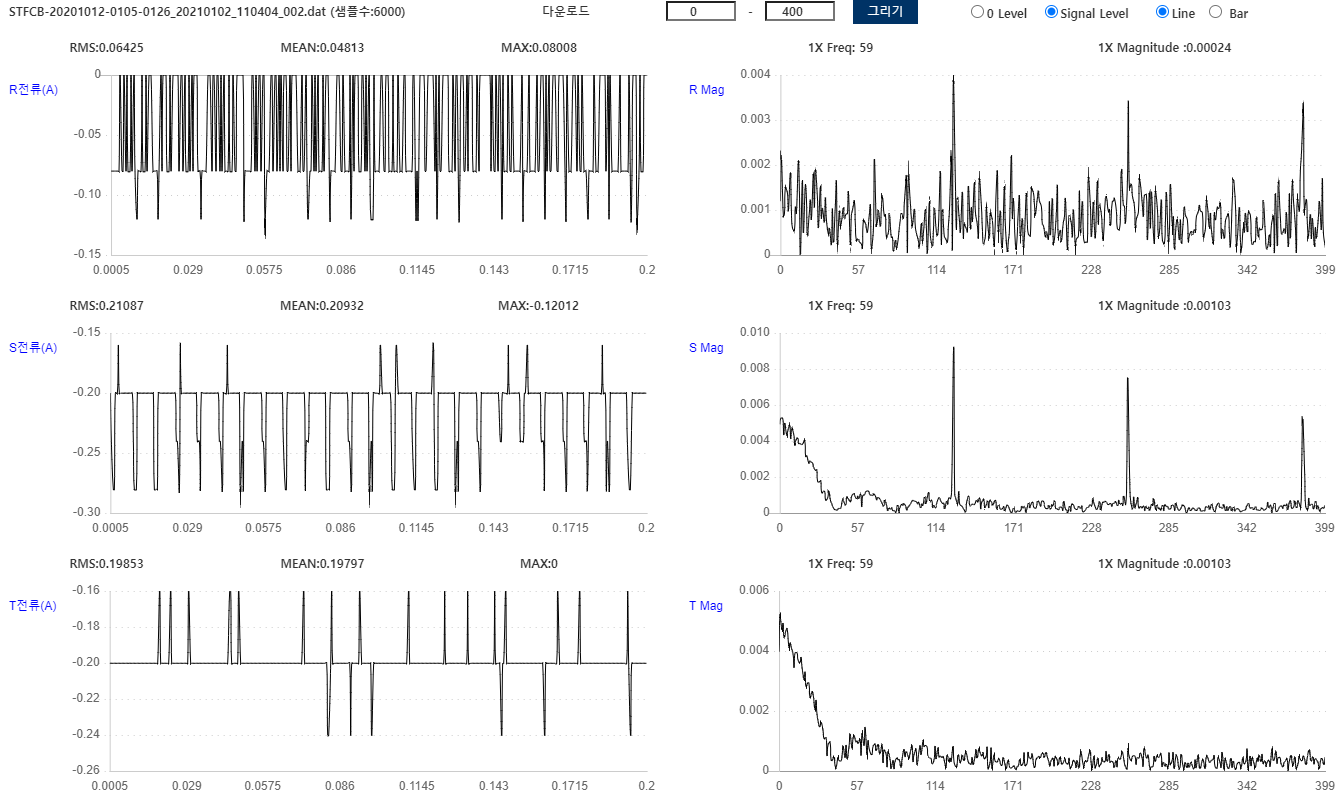 STFCB-20201012-0105-0126_20210102_110404_002.dat (샘플수:6000) 다운로드 0 - 400 그리기 0 Level Signal Level Line Bar
RMS:0.06425 MEAN:0.04813 MAX:0.08008 1X Freq: 59 1X Magnitude :0.00024
R전류(A)
0
-0.05
-0.10
-0.15
0.0005 0.029 0.0575 0.086 0.1145 0.143 0.1715 0.2
R Mag
0.004
0.003
0.002
0.001
0
0 57 114 171 228 285 342 399
RMS:0.21087 MEAN:0.20932 MAX:-0.12012 1X Freq: 59 1X Magnitude :0.00103
S전류(A)
-0.15
-0.20
-0.25
-0.30
0.0005 0.029 0.0575 0.086 0.1145 0.143 0.1715 0.2
S Mag
0.010
0.008
0.006
0.004
0.002
0
0 57 114 171 228 285 342 399
RMS:0.19853 MEAN:0.19797 MAX:0 1X Freq: 59 1X Magnitude :0.00103
T전류(A)
-0.16
-0.18
-0.20
-0.22
-0.24
-0.26
0.0005 0.029 0.0575 0.086 0.1145 0.143 0.1715 0.2
T Mag
0.006
0.004
0.002
0
0 57 114 171 228 285 342 399